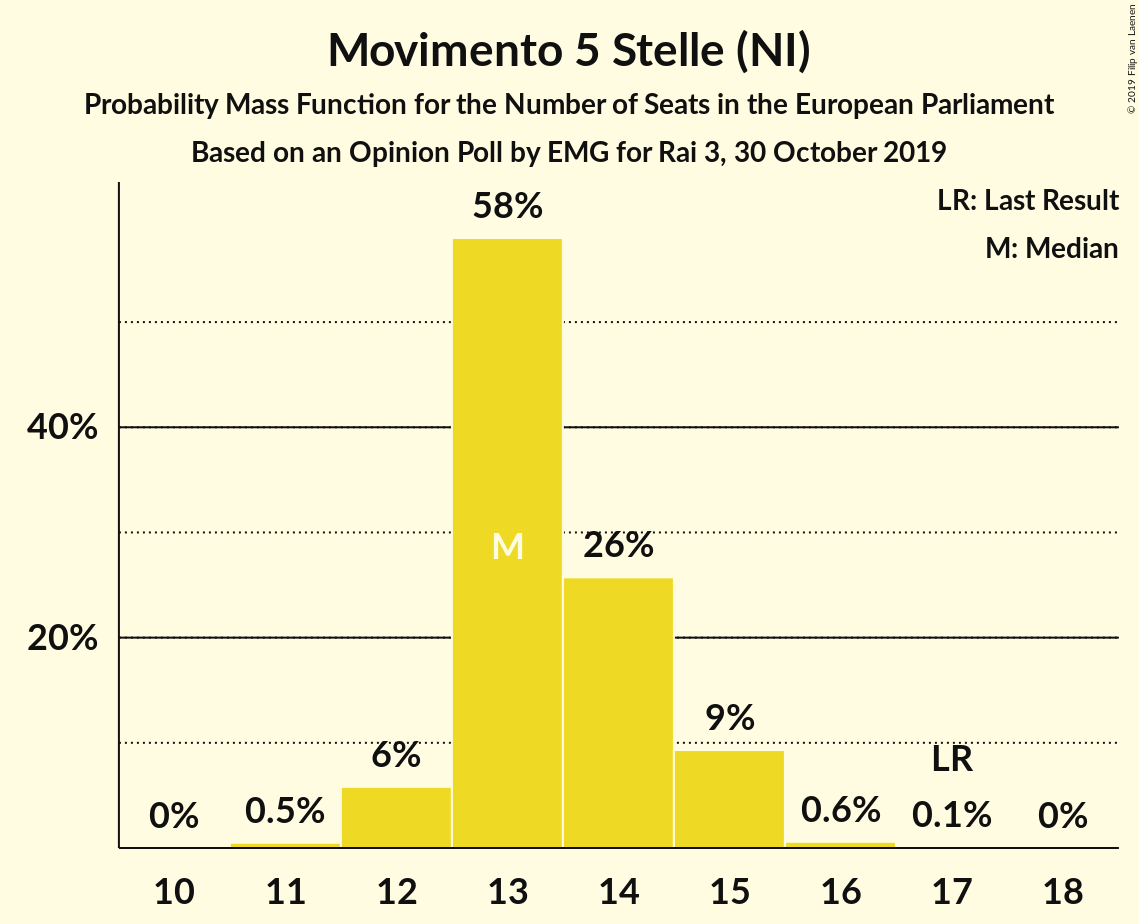 Movimento 5 Stelle (NI)
Probability Mass Function for the Number of Seats in the European Parliament
Based on an Opinion Poll by EMG for Rai 3, 30 October 2019
© 2019 Filip van Laenen
LR: Last Result
M: Median
58%
40%
M
26%
20%
9%
6%
LR
0%
0.5%
0.6%
0.1%
0%
10 11 12 13 14 15 16 17 18